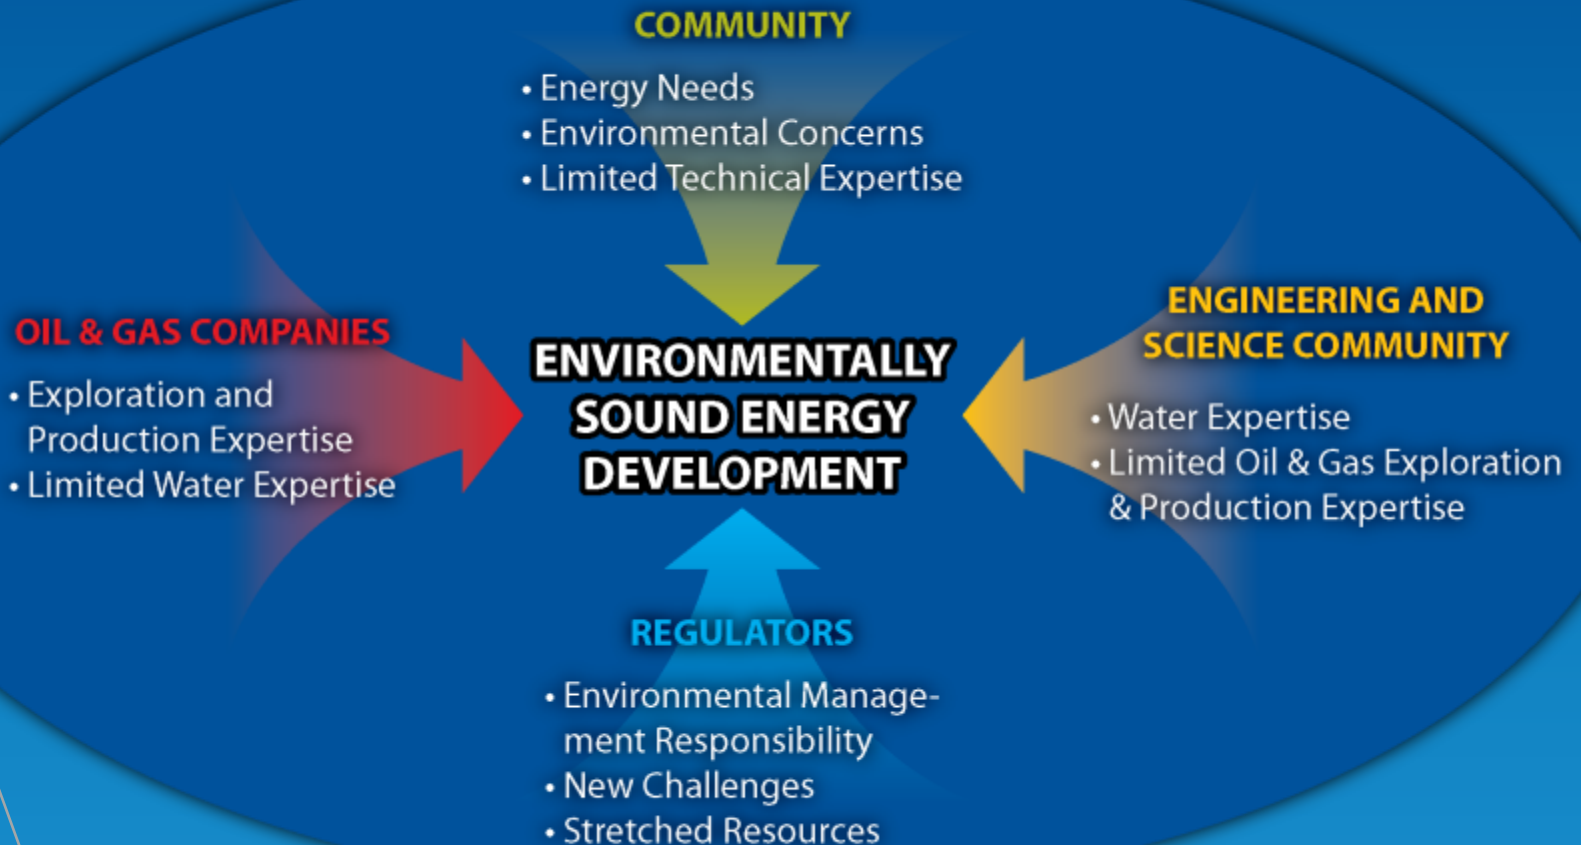 COMMUNITY
• Energy Needs
• Environmental Concerns
• Limited Technical Expertise
OIL & GAS COMPANIES
• Exploration and
Production Expertise
• Limited Water Expertise
ENVIRONMENTALLY
SOUND ENERGY
DEVELOPMENT
ENGINEERING AND
SCIENCE COMMUNITY
• Water Expertise
• Limited Oil & Gas Exploration
& Production Expertise
REGULATORS
• Environmental Manage-
ment Responsibility
• New Challenges
• Stretched Resources